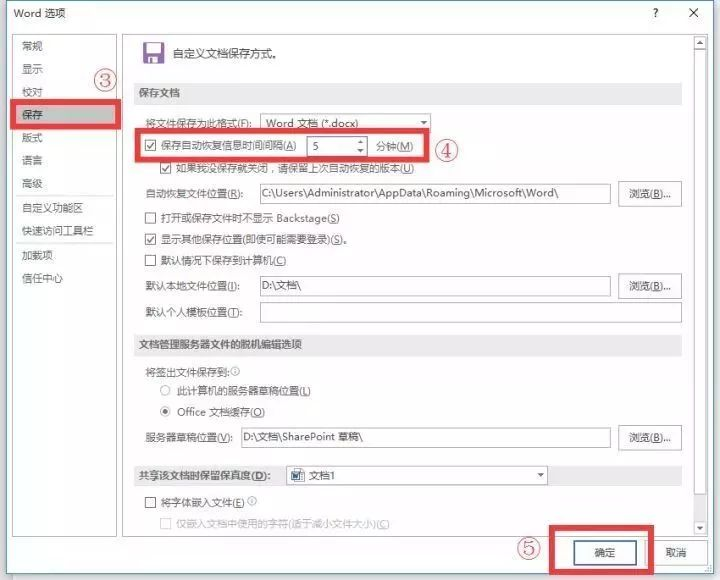 Word 选项
? ×
常规
显示
③
校对
保存
版式
语言
高级
自定义功能区
快速访问工具栏
加载项
信任中心
自定义文档保存方式。
保存文档
将文件保存为此格式(F): Word 文档 (*.docx)
保存自动恢复信息时间间隔(A) 5 分钟(M) ④
如果我没保存就关闭，请保留上次自动恢复的版本(U)
自动恢复文件位置(R): C:\Users\Administrator\AppData\Roaming\Microsoft\Word\ 浏览(B)...
打开或保存文件时不显示 Backstage(S)
显示其他保存位置(即使可能需要登录)(S)。
默认情况下保存到计算机(C)
默认本地文件位置(I): D:\文档\ 浏览(B)...
默认个人模板位置(T):
文档管理服务器文件的脱机编辑选项
将签出文件保存到:
此计算机的服务器草稿位置(L)
Office 文档缓存(O)
服务器草稿位置(V): D:\文档\SharePoint 草稿\ 浏览(B)...
共享该文档时保留保真度(D): 文档1
将字体嵌入文件(E)
仅嵌入文档中使用的字符(适于减小文件大小)(C)
⑤ 确定 取消